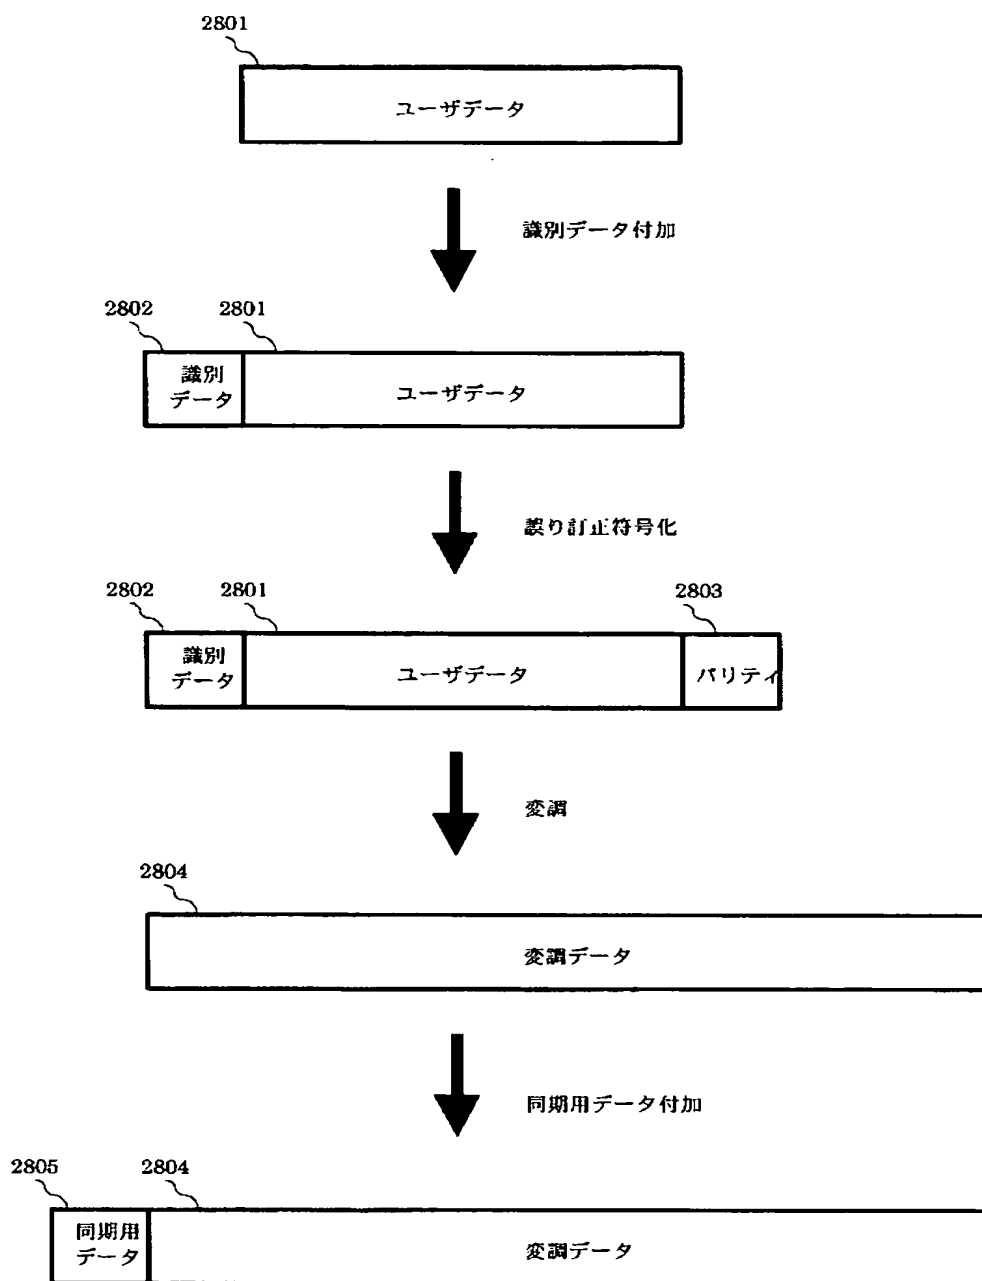 2801
ユーザデータ
識別データ付加
2802 2801
識別
データ
ユーザデータ
誤り訂正符号化
2802 2801 2803
識別
データ
ユーザデータ
パリティ
変調
2804
変調データ
同期用データ付加
2805 2804
同期用
データ
変調データ